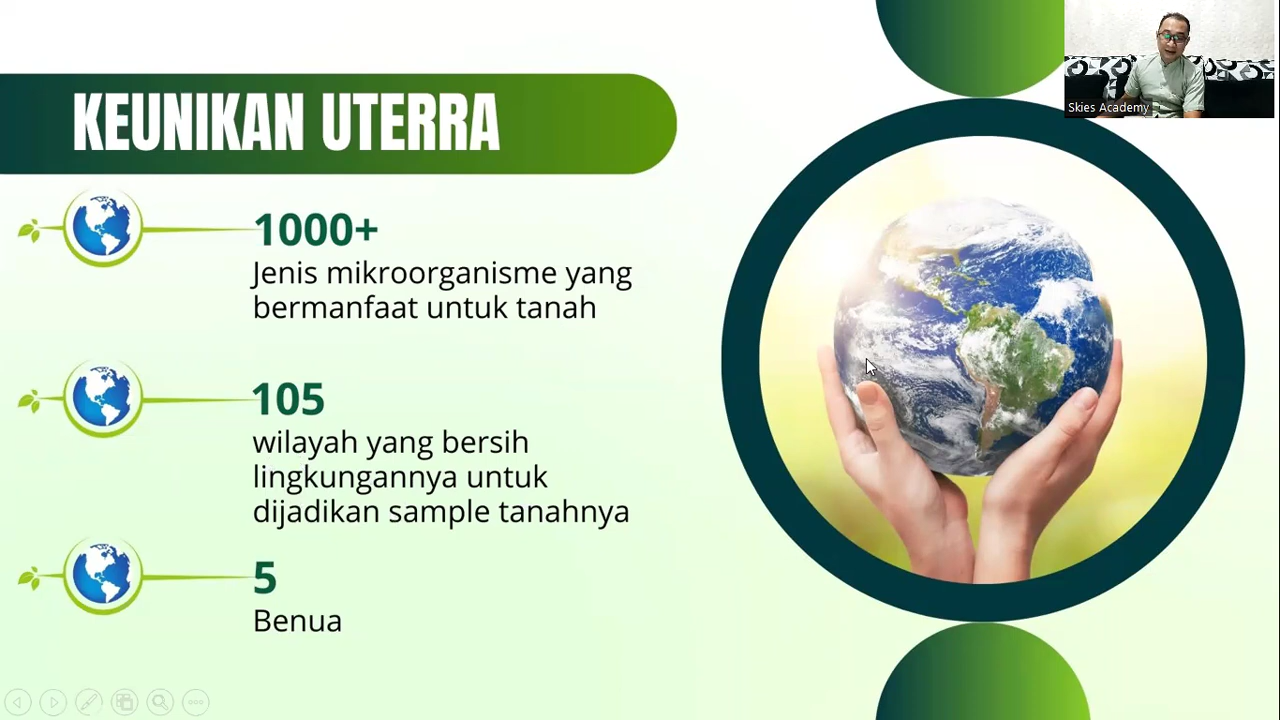 KEUNIKAN UTERRA
1000+
Jenis mikroorganisme yang
bermanfaat untuk tanah
105
wilayah yang bersih
lingkungannya untuk
dijadikan sample tanahnya
5
Benua
Skies Academy